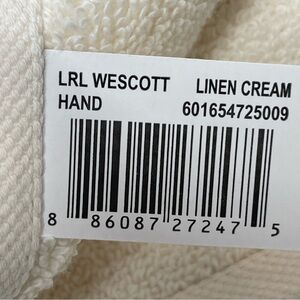 LRL WESCOTT LINEN CREAM
HAND 601654725009
8 86087 27247 5